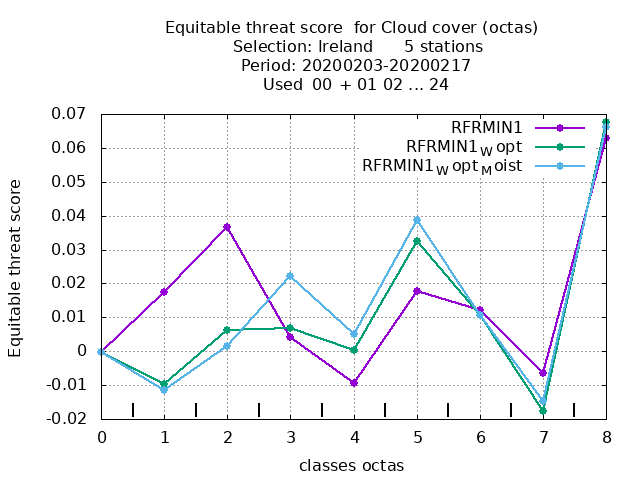 Equitable threat score  for Cloud cover (octas)
Selection: Ireland      5 stations
Period: 20200203-20200217
Used  00 + 01 02 ... 24
0.07
0.06
0.05
0.04
0.03
0.02
0.01
0
-0.01
-0.02
Equitable threat score
RFRMIN1
RFRMIN1Wopt
RFRMIN1WoptMoist
0 1 2 3 4 5 6 7 8
classes octas